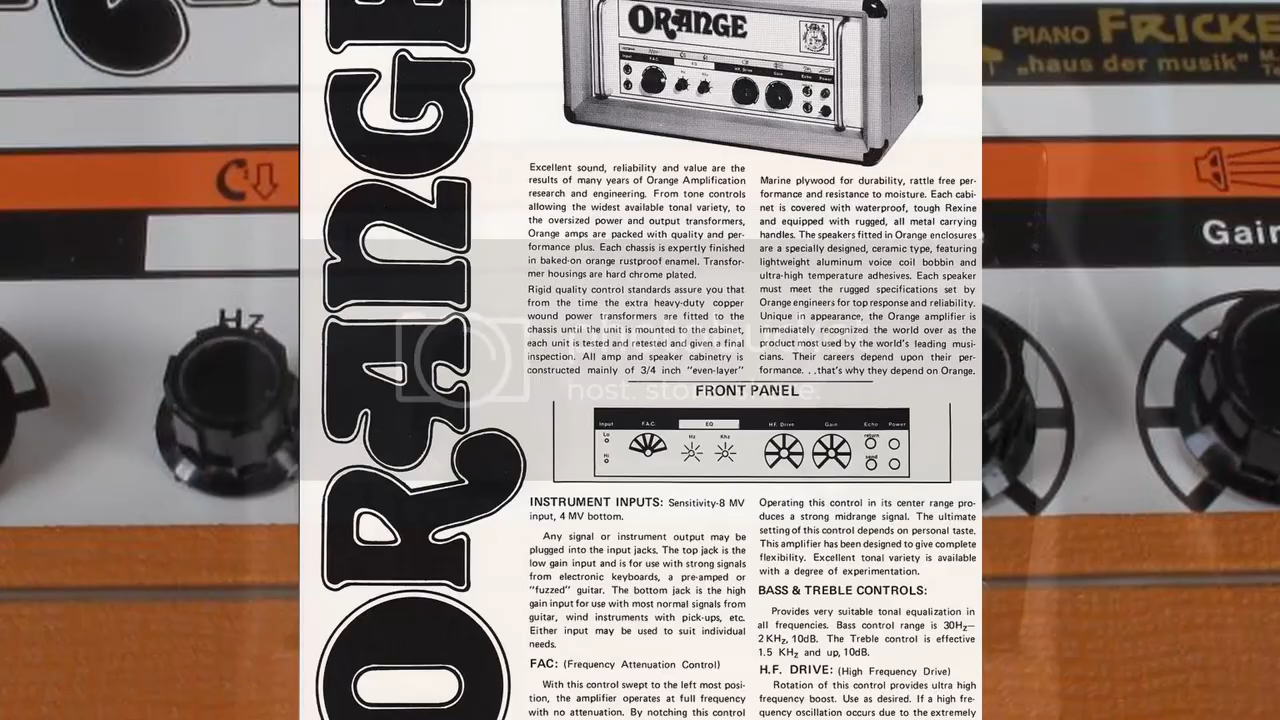 ORANGE
ORANGE
Input
F.A.C.
H.F. Drive
Gain
Echo
Power
PIANO FRICKE
„haus der musik"
Gain
Hz
Excellent sound, reliability and value are the
results of many years of Orange Amplification
research and engineering. From tone controls
allowing the widest available tonal variety, to
the oversized power and output transformers,
Orange amps are packed with quality and per-
formance plus. Each chassis is expertly finished
in baked-on orange rustproof enamel. Transfor-
mer housings are hard chrome plated.
Rigid quality control standards assure you that
from the time the extra heavy-duty copper
wound power transformers are fitted to the
chassis until the unit is mounted to the cabinet,
each unit is tested and retested and given a final
inspection. All amp and speaker cabinetry is
constructed mainly of 3/4 inch "even-layer"
Marine plywood for durability, rattle free per-
formance and resistance to moisture. Each cabi-
net is covered with waterproof, tough Rexine
and equipped with rugged, all metal carrying
handles. The speakers fitted in Orange enclosures
are a specially designed, ceramic type, featuring
lightweight aluminum voice coil bobbin and
ultra-high temperature adhesives. Each speaker
must meet the rugged specifications set by
Orange engineers for top response and reliability.
Unique in appearance, the Orange amplifier is
immediately recognized the world over as the
product most used by the world's leading musi-
cians. Their careers depend upon their per-
formance. . .that's why they depend on Orange.
host. store.
FRONT PANEL
Input F.A.C. EQ H.F. Drive Gain Echo Power
Lo Hz Khz return
Hi send
INSTRUMENT INPUTS: Sensitivity-8 MV
input, 4 MV bottom.
Any signal or instrument output may be
plugged into the input jacks. The top jack is the
low gain input and is for use with strong signals
from electronic keyboards, a pre-amped or
"fuzzed" guitar. The bottom jack is the high
gain input for use with most normal signals from
guitar, wind instruments with pick-ups, etc.
Either input may be used to suit individual
needs.
FAC: (Frequency Attenuation Control)
With this control swept to the left most posi-
tion, the amplifier operates at full frequency
with no attenuation. By notching this control
Operating this control in its center range pro-
duces a strong midrange signal. The ultimate
setting of this control depends on personal taste.
This amplifier has been designed to give complete
flexibility. Excellent tonal variety is available
with a degree of experimentation.
BASS & TREBLE CONTROLS:
Provides very suitable tonal equalization in
all frequencies. Bass control range is 30Hz—
2 KHz, 10dB. The Treble control is effective
1.5 KHz and up, 10dB.
H.F. DRIVE: (High Frequency Drive)
Rotation of this control provides ultra high
frequency boost. Use as desired. If a high fre-
quency oscillation occurs due to the extremely